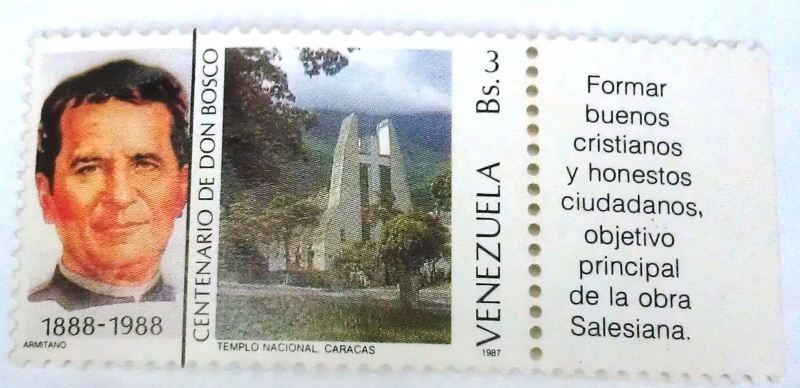 1888-1988
ARMITANO
CENTENARIO DE DON BOSCO
TEMPLO NACIONAL, CARACAS
VENEZUELA Bs. 3
1987
Formar
buenos
cristianos
y honestos
ciudadanos,
objetivo
principal
de la obra
Salesiana.